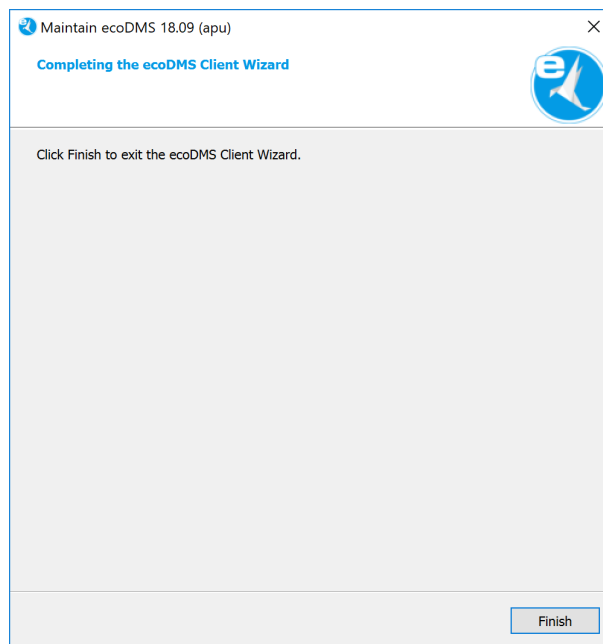 Maintain ecoDMS 18.09 (apu)
Completing the ecoDMS Client Wizard
e
Click Finish to exit the ecoDMS Client Wizard.
Finish